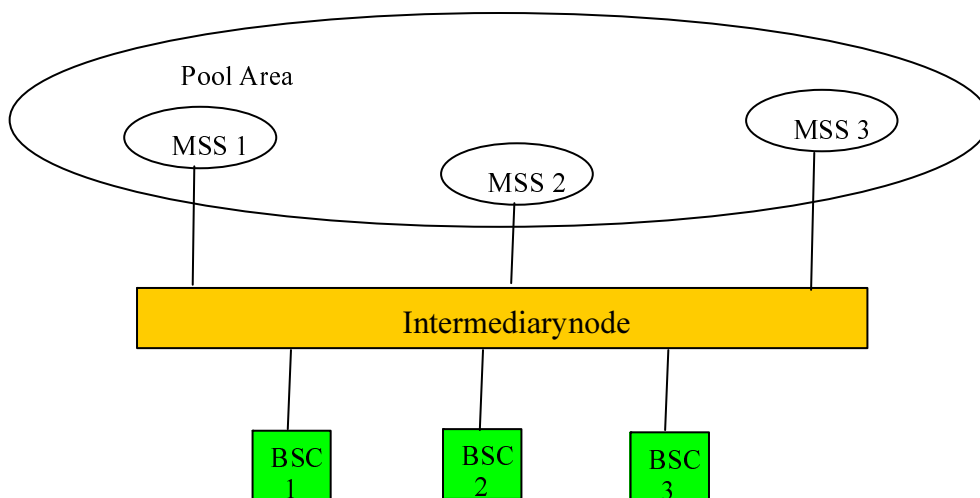 Pool Area
MSS 1
MSS 2
MSS 3
Intermediarynode
BSC
1
BSC
2
BSC
3